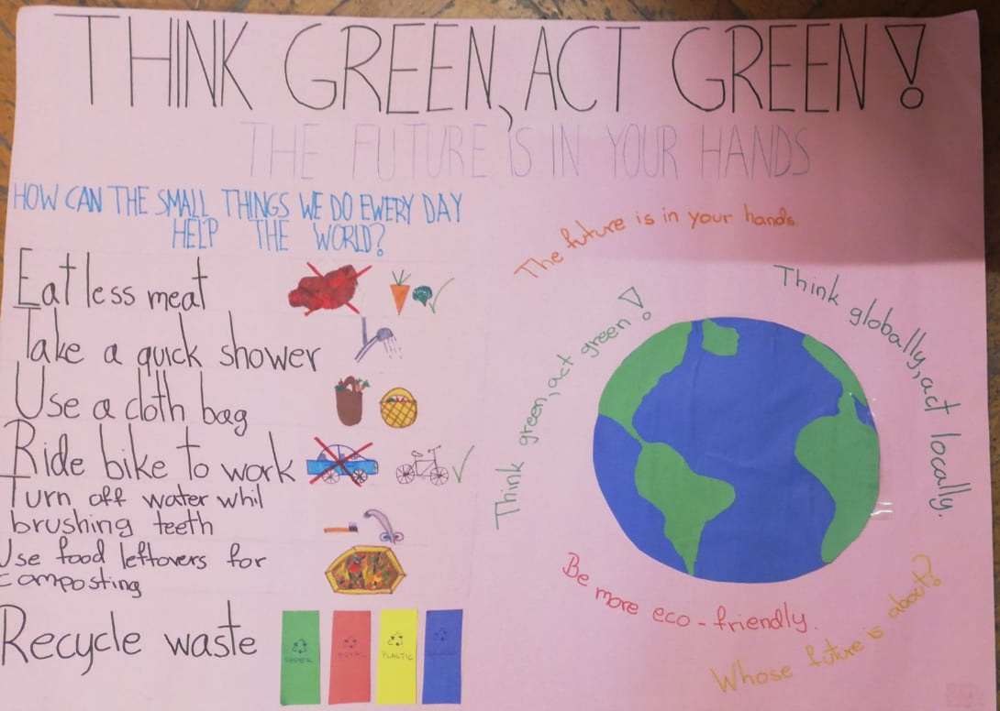 THINK GREEN, ACT GREEN!
THE FUTURE IS IN YOUR HANDS
HOW CAN THE SMALL THINGS WE DO EWERY DAY
HELP THE WORLD?
Eat less meat
Take a quick shower
Use a cloth bag
Ride bike to work
Turn off water whil
brushing teeth
Use food leftovers for
composting
Recycle waste
PAPER
METAL
PLASTIC
The future is in your hands.
Think green, act green!
Think globally, act locally.
Be more eco-friendly.
Whose future is about?